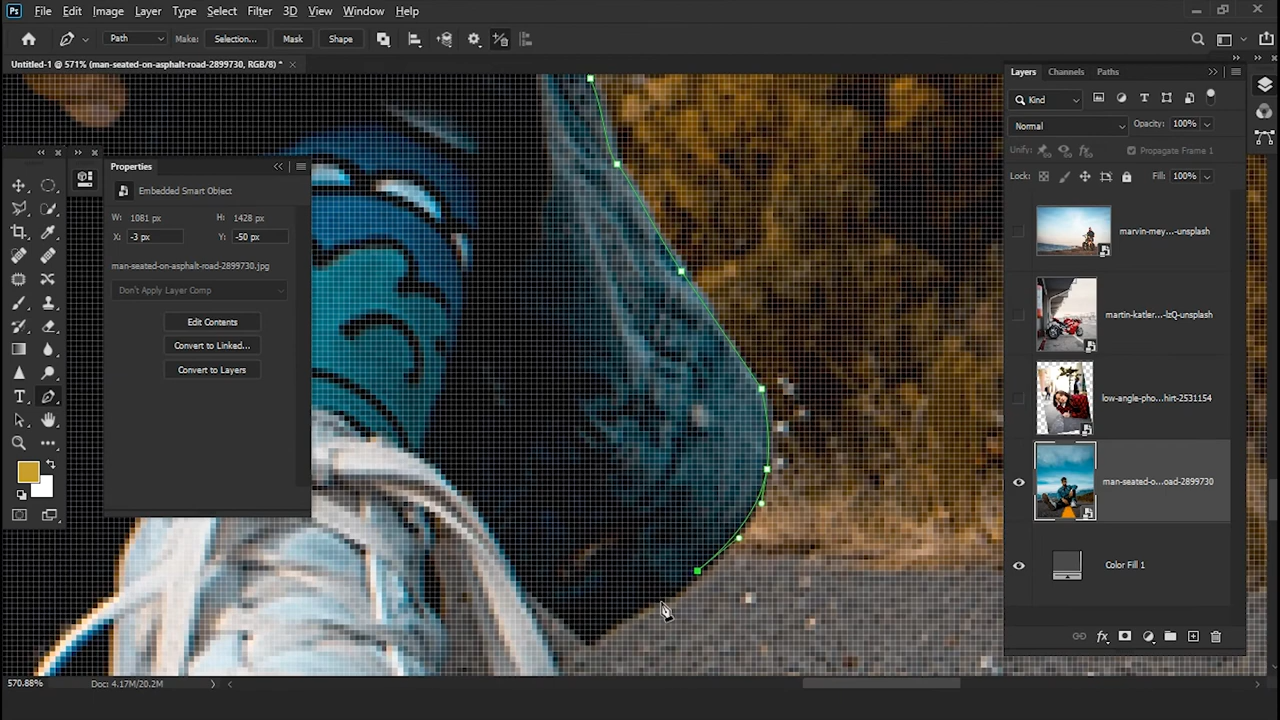 Ps File Edit Image Layer Type Select Filter 3D View Window Help
Path Make: Selection... Mask Shape
Untitled-1 @ 571% (man-seated-on-asphalt-road-2899730, RGB/8) *
Layers Channels Paths
Kind
Normal Opacity: 100%
Unify: Propagate Frame 1
Lock: Fill: 100%
Properties
Embedded Smart Object
W: 1081 px H: 1428 px
X: -3 px Y: -50 px
man-seated-on-asphalt-road-2899730.jpg
Don't Apply Layer Comp
Edit Contents
Convert to Linked...
Convert to Layers
marvin-mey...-unsplash
martin-katler...-lzQ-unsplash
low-angle-pho...hirt-2531154
man-seated-o...oad-2899730
Color Fill 1
fx
570.88% Doc: 4.17M/20.2M